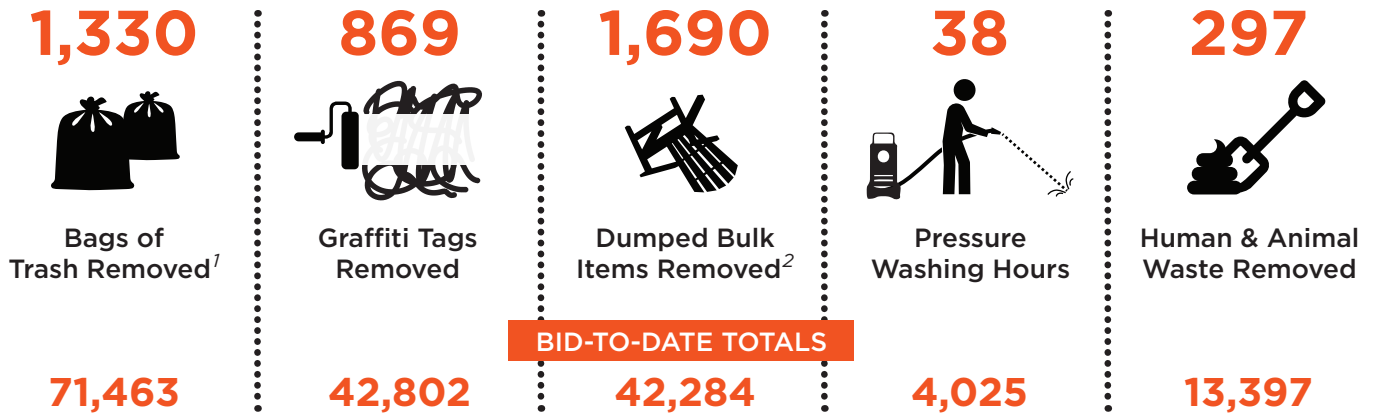 1,330
869
1,690
38
297
Bags of
Trash Removed1
Graffiti Tags
Removed
Dumped Bulk
Items Removed2
Pressure
Washing Hours
Human & Animal
Waste Removed
BID-TO-DATE TOTALS
71,463
42,802
42,284
4,025
13,397